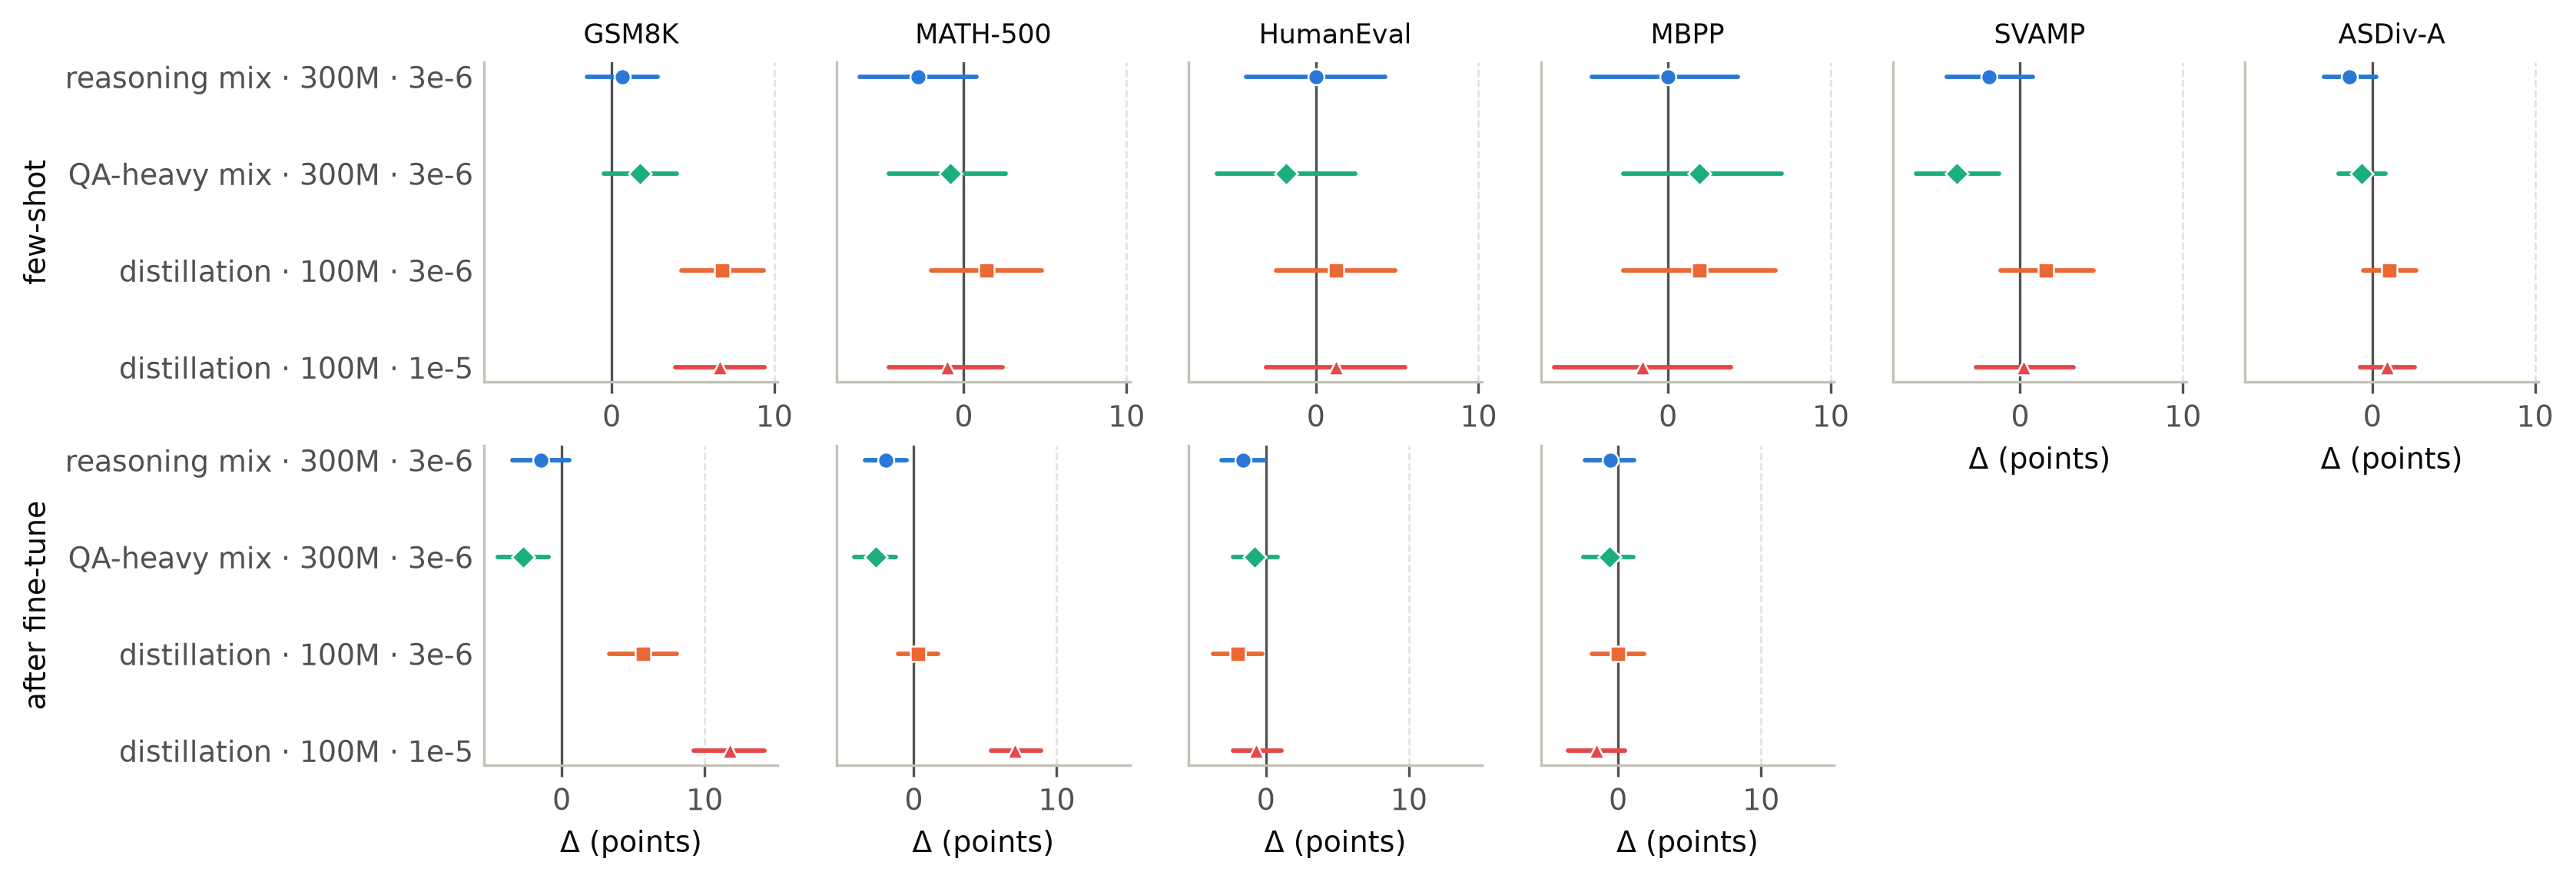 GSM8K MATH-500 HumanEval MBPP SVAMP ASDiv-A
few-shot
reasoning mix · 300M · 3e-6
QA-heavy mix · 300M · 3e-6
distillation · 100M · 3e-6
distillation · 100M · 1e-5
0 10 0 10 0 10 0 10 0 10 0 10
Δ (points) Δ (points)
after fine-tune
reasoning mix · 300M · 3e-6
QA-heavy mix · 300M · 3e-6
distillation · 100M · 3e-6
distillation · 100M · 1e-5
0 10 0 10 0 10 0 10
Δ (points) Δ (points) Δ (points) Δ (points)